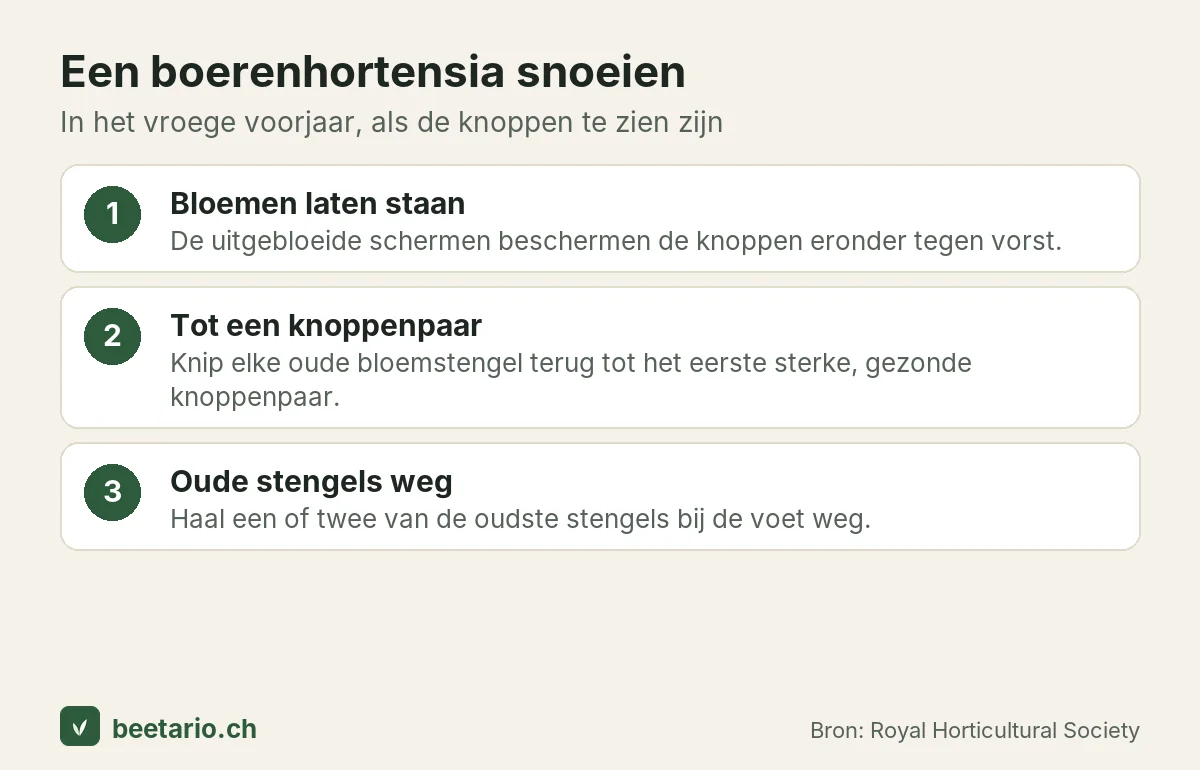 Een boerenhortensia snoeien
In het vroege voorjaar, als de knoppen te zien zijn
1
Bloemen laten staan
De uitgebloeide schermen beschermen de knoppen eronder tegen vorst.
2
Tot een knoppenpaar
Knip elke oude bloemstengel terug tot het eerste sterke, gezonde
knoppenpaar.
3
Oude stengels weg
Haal een of twee van de oudste stengels bij de voet weg.
beetario.ch
Bron: Royal Horticultural Society